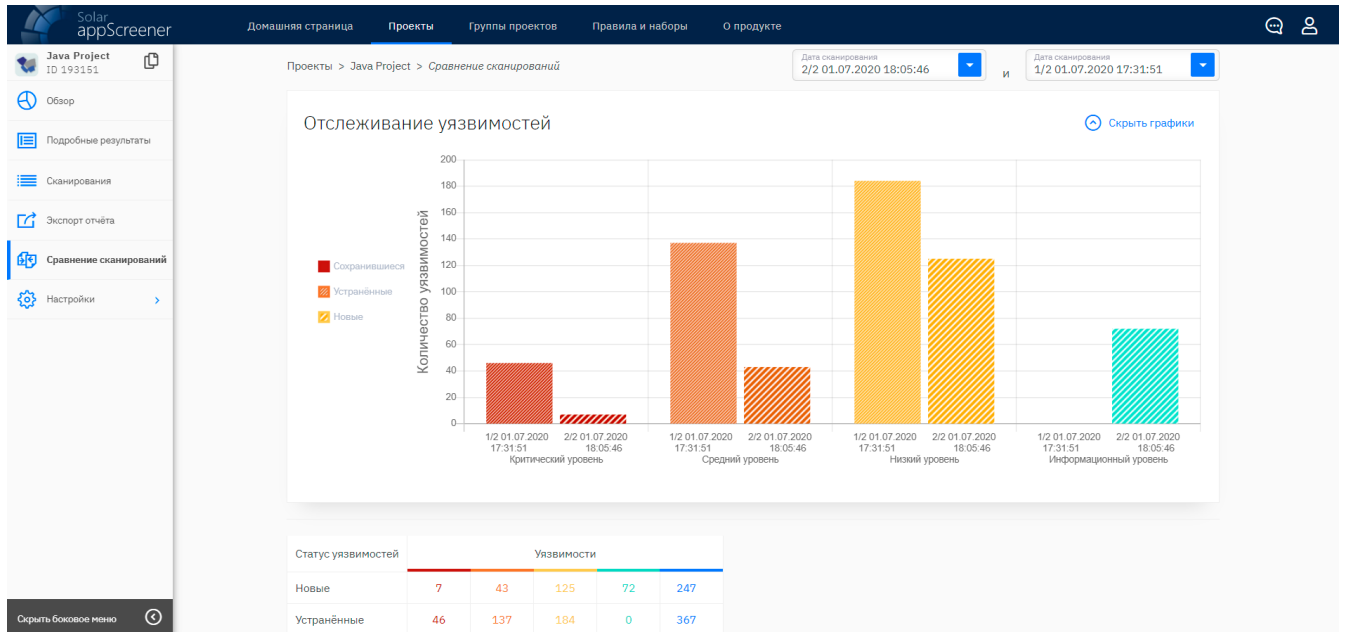 Solar
appScreener
Домашняя страница Проекты Группы проектов Правила и наборы О продукте
Java Project
ID 193151
Обзор
Подробные результаты
Сканирования
Экспорт отчёта
Сравнение сканирований
Настройки
Скрыть боковое меню
Проекты > Java Project > Сравнение сканирований
Дата сканирования
2/2 01.07.2020 18:05:46
и
Дата сканирования
1/2 01.07.2020 17:31:51
Отслеживание уязвимостей
Скрыть графики
Сохранившиеся
Устранённые
Новые
Количество уязвимостей
200
180
160
140
120
100
80
60
40
20
0
1/2 01.07.2020 2/2 01.07.2020 1/2 01.07.2020 2/2 01.07.2020 1/2 01.07.2020 2/2 01.07.2020 1/2 01.07.2020 2/2 01.07.2020
17:31:51 18:05:46 17:31:51 18:05:46 17:31:51 18:05:46 17:31:51 18:05:46
Критический уровень Средний уровень Низкий уровень Информационный уровень
Статус уязвимостей Уязвимости
Новые 7 43 125 72 247
Устранённые 46 137 184 0 367